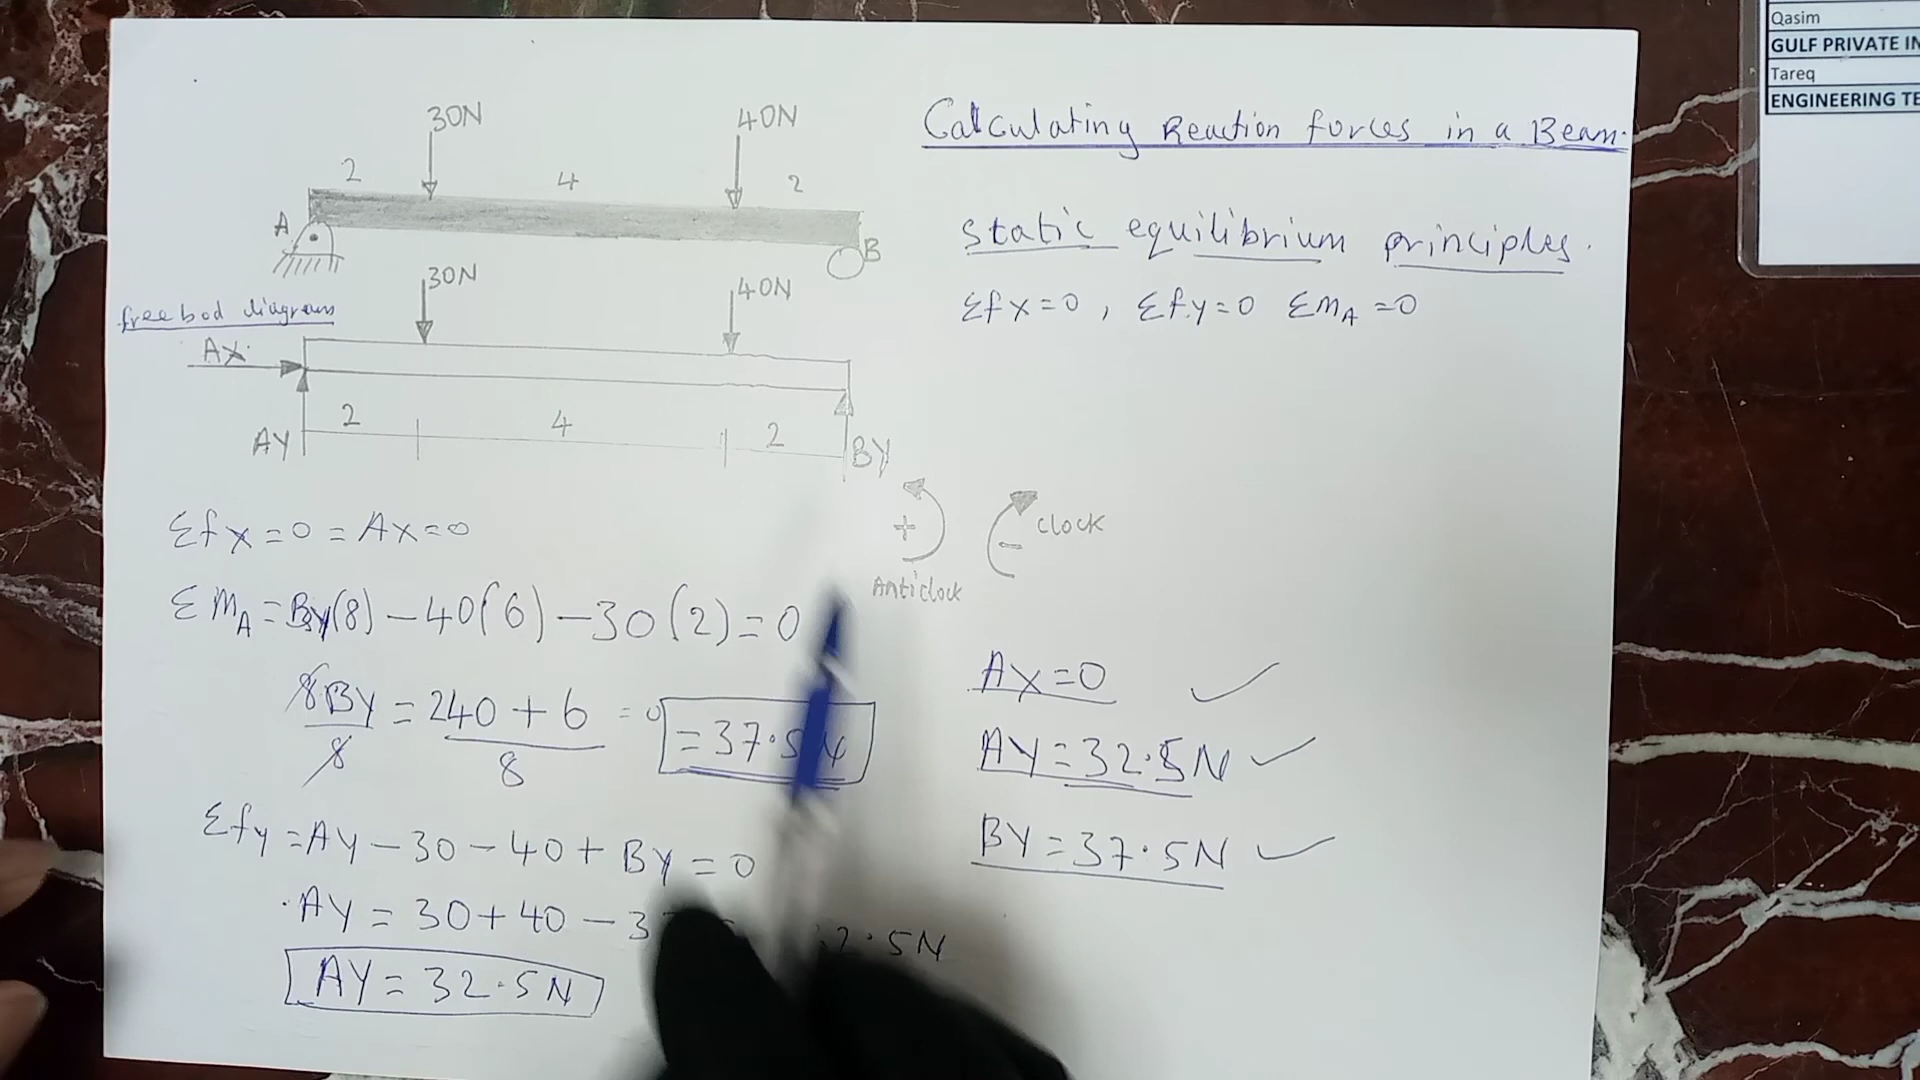 Qasim
GULF PRIVATE IN
Tareq
ENGINEERING TE
Calculating Reaction forces in a Beam.
static equilibrium principles.
Σfx=0, Σfy=0 ΣMA=0
30N
40N
2
4
2
A
B
free bod diagram
30N
40N
Ax
2
4
2
AY
BY
+
Anticlock
-
clock
Σfx=0=Ax=0
ΣMA=By(8)-40(6)-30(2)=0
8BY/8=240+6/8=0
=37.5N
Σfy=AY-30-40+BY=0
AY=30+40-3
2.5N
AY=32.5N
Ax=0
AY=32.5N
BY=37.5N